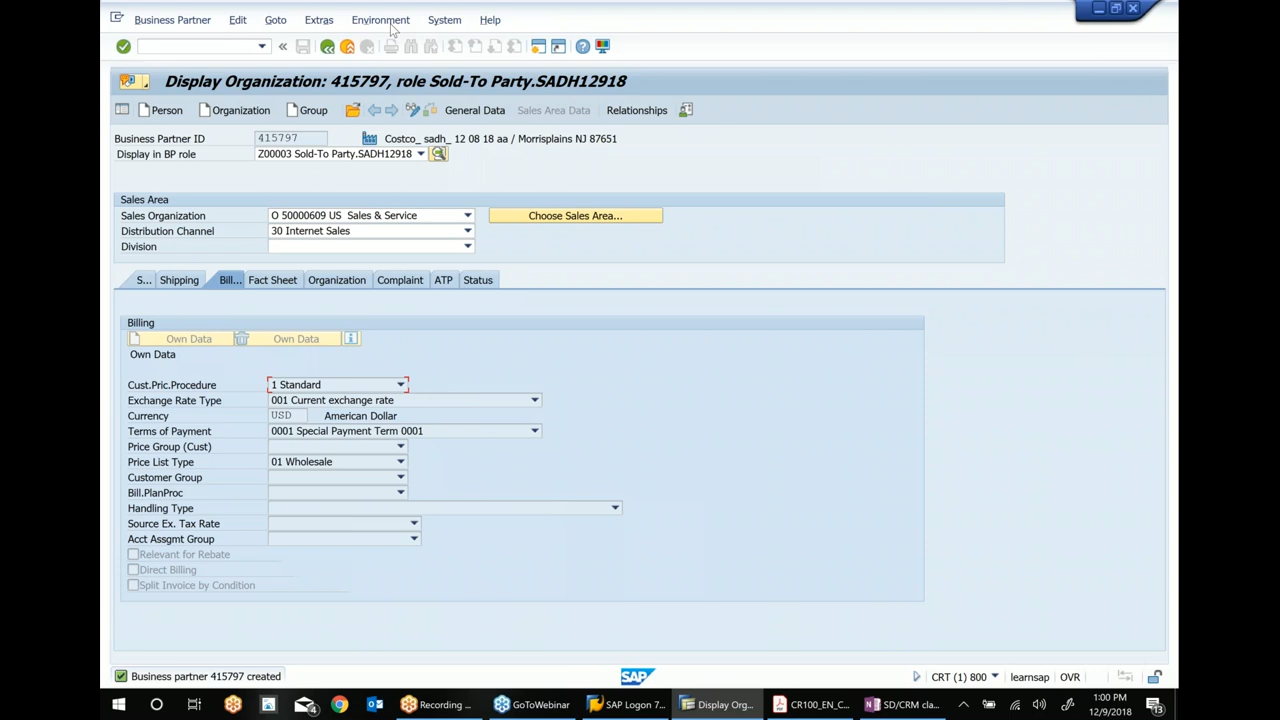 Business Partner Edit Goto Extras Environment System Help
Display Organization: 415797, role Sold-To Party.SADH12918
Person Organization Group General Data Sales Area Data Relationships
Business Partner ID 415797 Costco_ sadh_ 12 08 18 aa / Morrisplains NJ 87651
Display in BP role Z00003 Sold-To Party.SADH12918
Sales Area
Sales Organization O 50000609 US Sales & Service Choose Sales Area...
Distribution Channel 30 Internet Sales
Division
S... Shipping Bill... Fact Sheet Organization Complaint ATP Status
Billing
Own Data Own Data
Own Data
Cust.Pric.Procedure 1 Standard
Exchange Rate Type 001 Current exchange rate
Currency USD American Dollar
Terms of Payment 0001 Special Payment Term 0001
Price Group (Cust)
Price List Type 01 Wholesale
Customer Group
Bill.PlanProc
Handling Type
Source Ex. Tax Rate
Acct Assgmt Group
Relevant for Rebate
Direct Billing
Split Invoice by Condition
Business partner 415797 created SAP CRT (1) 800 learnsap OVR
4 Recording ... GoToWebinar SAP Logon 7... Display Org... CR100_EN_C... SD/CRM cla... 1:00 PM
12/9/2018 13